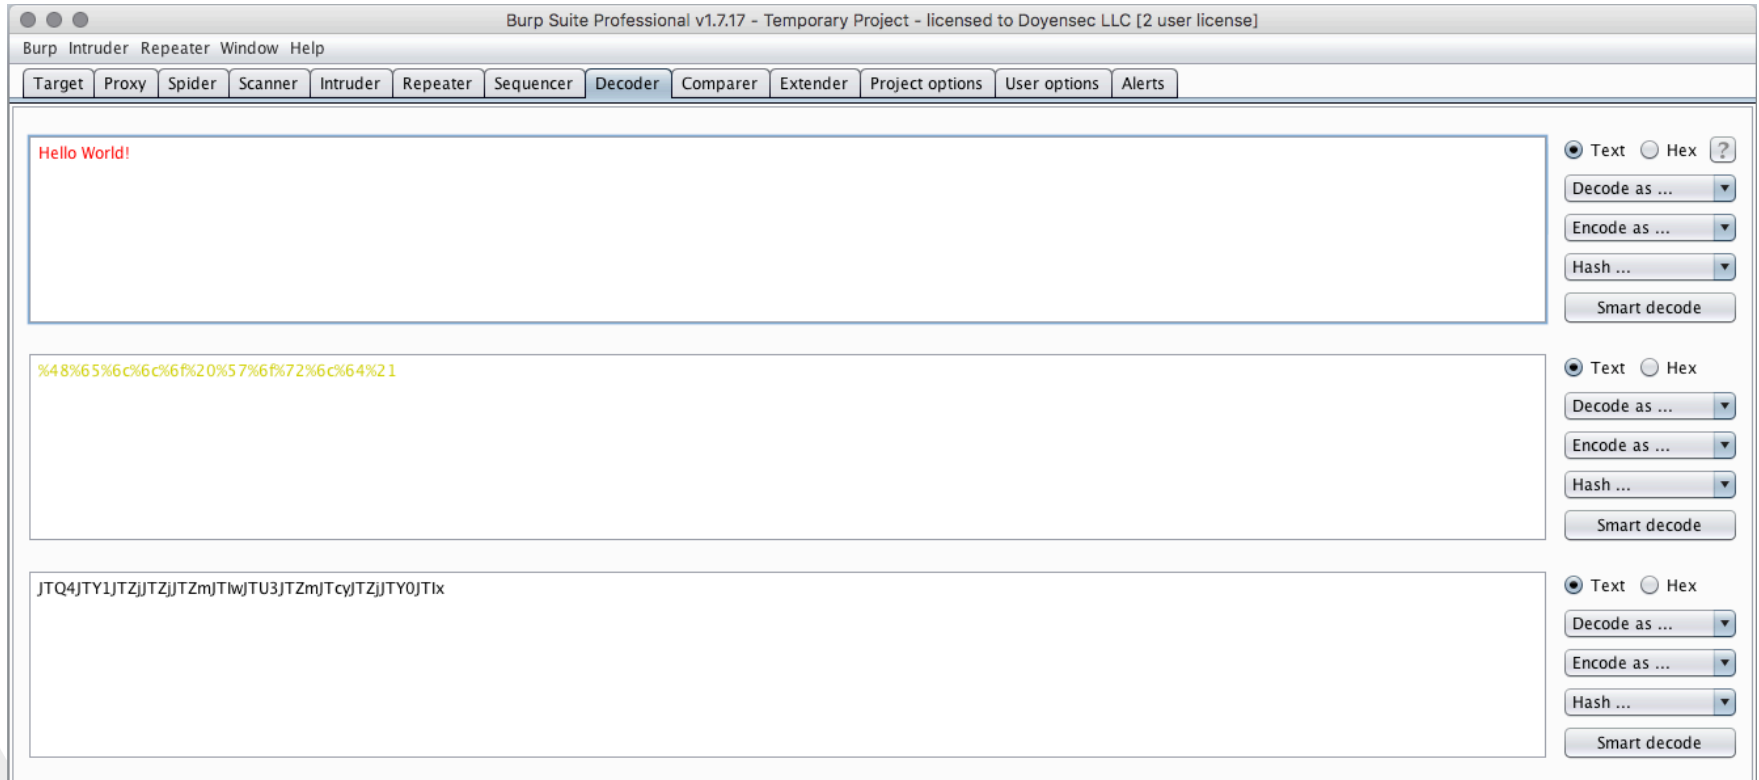 Burp Suite Professional v1.7.17 - Temporary Project - licensed to Doyensec LLC [2 user license]
Burp Intruder Repeater Window Help
Target Proxy Spider Scanner Intruder Repeater Sequencer Decoder Comparer Extender Project options User options Alerts
Hello World!
Text Hex ?
Decode as ...
Encode as ...
Hash ...
Smart decode
%48%65%6c%6c%6f%20%57%6f%72%6c%64%21
Text Hex
Decode as ...
Encode as ...
Hash ...
Smart decode
JTQ4JTY1JTZjJTZjJTZmJTIwJTU3JTZmJTcyJTZjJTY0JTIx
Text Hex
Decode as ...
Encode as ...
Hash ...
Smart decode